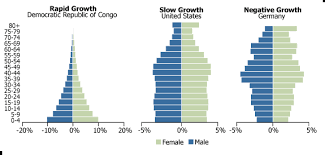 Rapid Growth
Democratic Republic of Congo
Slow Growth
United States
Negative Growth
Germany
80+
75-79
70-74
65-69
60-64
55-59
50-54
45-49
40-44
35-39
30-34
25-29
20-24
15-19
10-14
5-9
0-4
-20% -10% 0% 10% 20%
-5% 0% 5%
-5% 0% 5%
Female Male